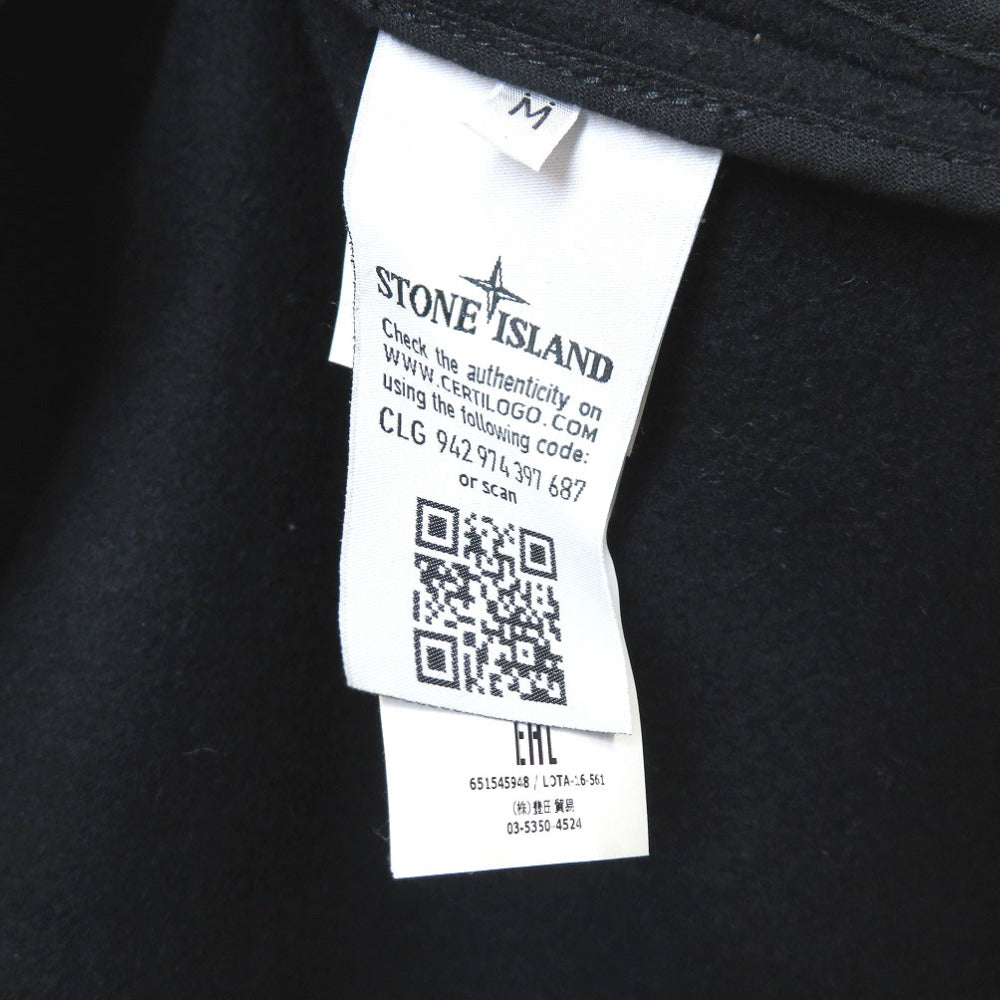 M
STONE ISLAND
Check the authenticity on
WWW.CERTILOGO.COM
using the following code:
CLG 942 974 397 687
or scan
EAC
651545948 / LOTA-16-561
(株)豊田貿易
03-5350-4524